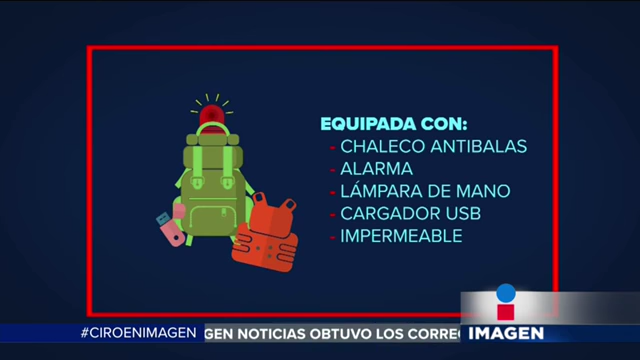 EQUIPADA CON:
- CHALECO ANTIBALAS
- ALARMA
- LÁMPARA DE MANO
- CARGADOR USB
- IMPERMEABLE
#CIROENIMAGEN
GEN NOTICIAS OBTUVO LOS CORREO
IMAGEN